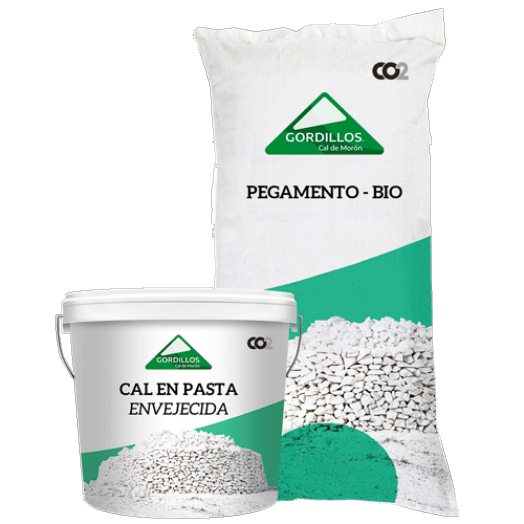 CO2
GORDILLOS
Cal de Morón
PEGAMENTO - BIO
GORDILLOS
Cal de Morón
CO2
CAL EN PASTA
ENVEJECIDA